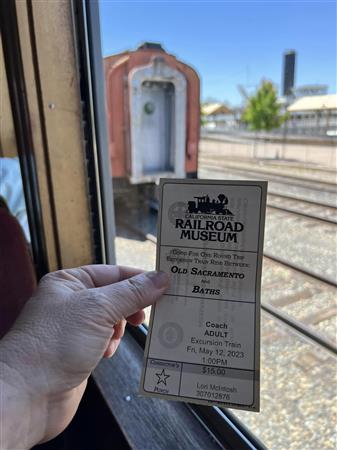 CALIFORNIA STATE
RAILROAD
MUSEUM
GOOD FOR ONE ROUND TRIP
EXCURSION TRAIN RIDE BETWEEN
OLD SACRAMENTO
AND
BATHS
Coach
ADULT
Excursion Train
Fri, May 12, 2023
1:00PM
$15.00
CONDUCTOR'S
PUNCH
Lori McIntosh
307012876